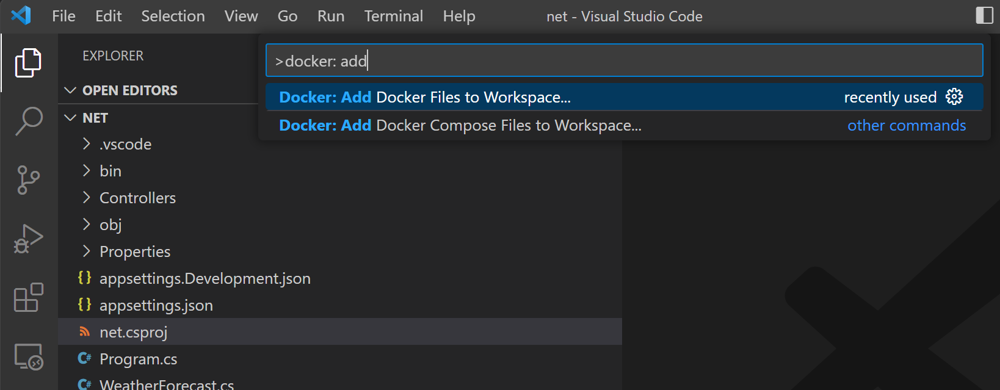 File Edit Selection View Go Run Terminal Help net - Visual Studio Code
EXPLORER
>docker: add
Docker: Add Docker Files to Workspace... recently used
Docker: Add Docker Compose Files to Workspace... other commands
OPEN EDITORS
NET
.vscode
bin
Controllers
obj
Properties
{} appsettings.Development.json
{} appsettings.json
net.csproj
C# Program.cs
C# WeatherForecast.cs